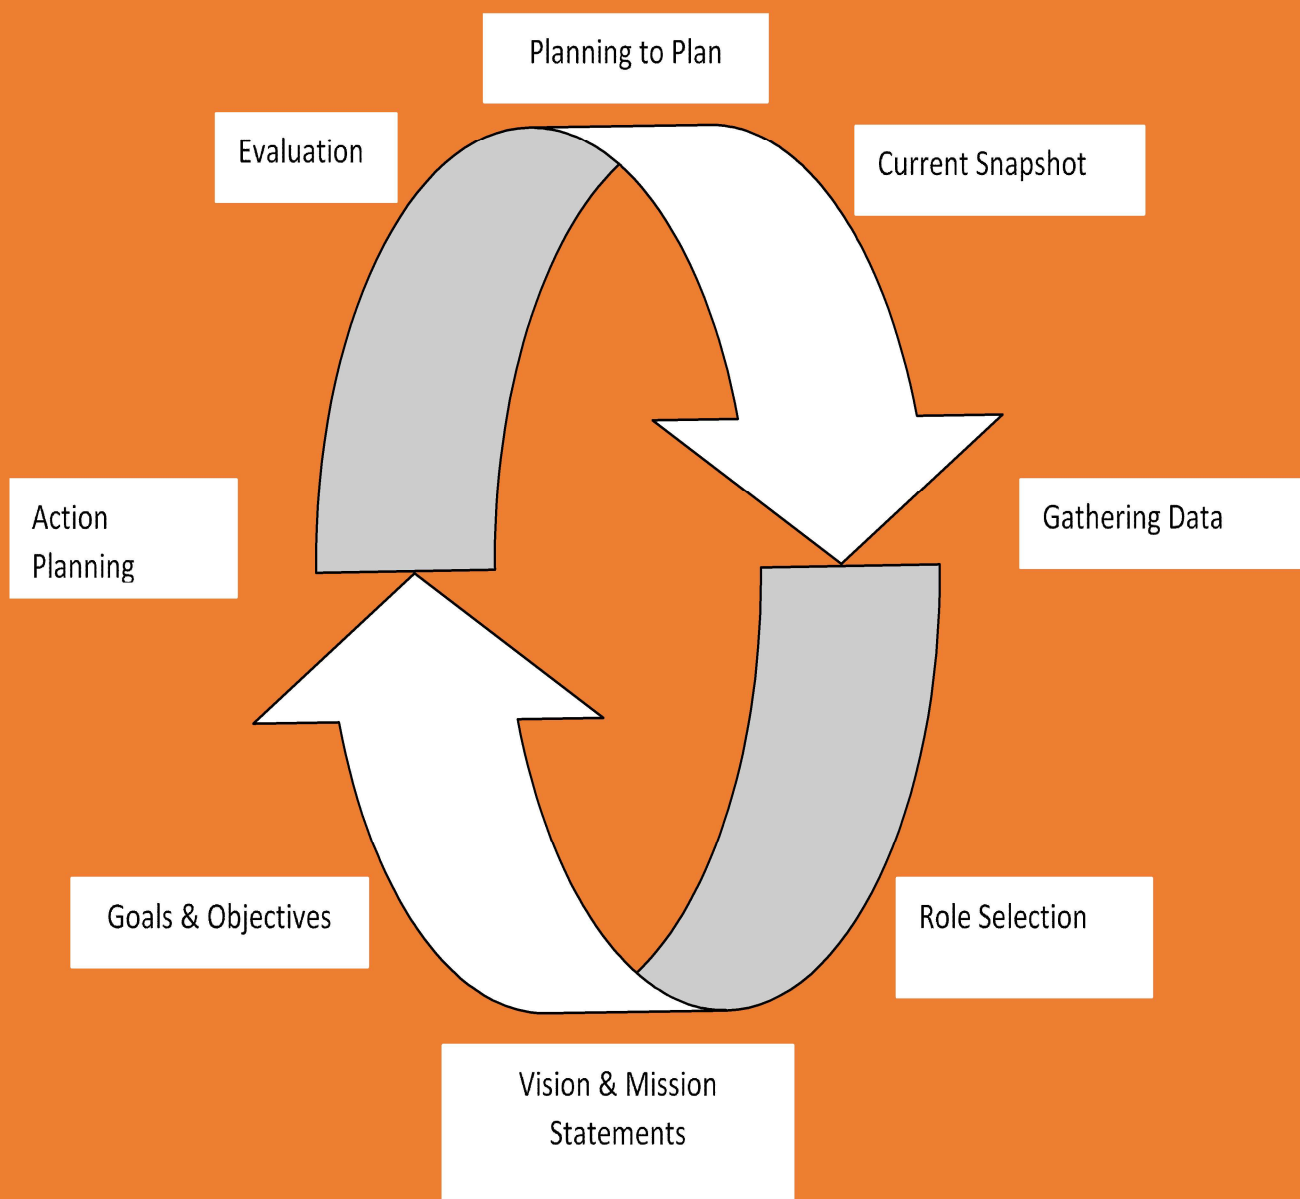 Planning to Plan
Evaluation
Current Snapshot
Action
Planning
Gathering Data
Goals & Objectives
Role Selection
Vision & Mission
Statements